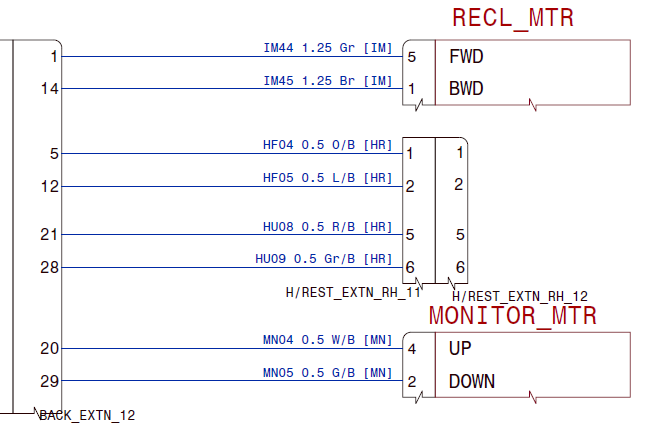 RECL_MTR
1 IM44 1.25 Gr [IM] 5 FWD
14 IM45 1.25 Br [IM] 1 BWD
5 HF04 0.5 O/B [HR] 1 1
12 HF05 0.5 L/B [HR] 2 2
21 HU08 0.5 R/B [HR] 5 5
28 HU09 0.5 Gr/B [HR] 6 6
H/REST_EXTN_RH_11 H/REST_EXTN_RH_12
MONITOR_MTR
20 MN04 0.5 W/B [MN] 4 UP
29 MN05 0.5 G/B [MN] 2 DOWN
BACK_EXTN_12